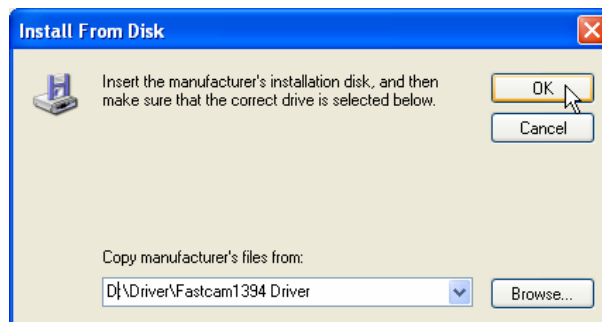 Install From Disk
Insert the manufacturer's installation disk, and then
make sure that the correct drive is selected below.
OK
Cancel
Copy manufacturer's files from:
D:\Driver\Fastcam1394 Driver
Browse...